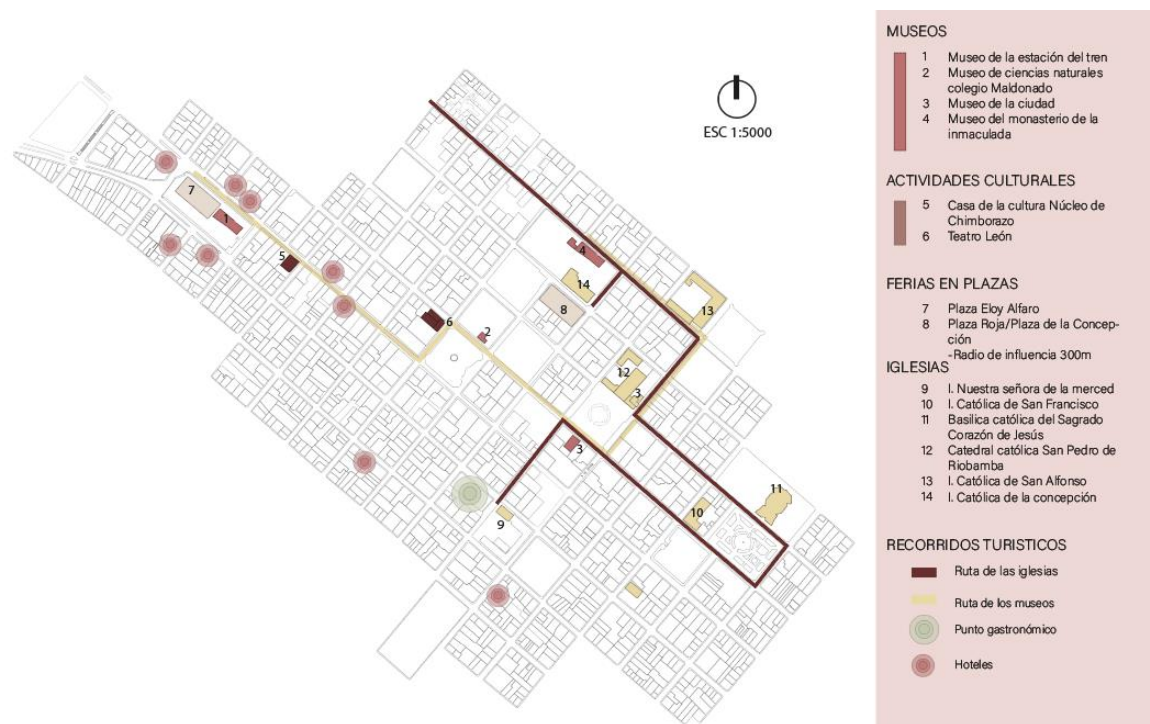 ESC 1:5000
7
1
5
6
2
4
14
8
13
12
3
3
11
10
9
MUSEOS
1 Museo de la estación del tren
2 Museo de ciencias naturales
colegio Maldonado
3 Museo de la ciudad
4 Museo del monasterio de la
inmaculada
ACTIVIDADES CULTURALES
5 Casa de la cultura Núcleo de
Chimborazo
6 Teatro León
FERIAS EN PLAZAS
7 Plaza Eloy Alfaro
8 Plaza Roja/Plaza de la Concep-
ción
-Radio de influencia 300m
IGLESIAS
9 I. Nuestra señora de la merced
10 I. Católica de San Francisco
11 Basilica católica del Sagrado
Corazón de Jesús
12 Catedral católica San Pedro de
Riobamba
13 I. Católica de San Alfonso
14 I. Católica de la concepción
RECORRIDOS TURISTICOS
Ruta de las iglesias
Ruta de los museos
Punto gastronómico
Hoteles